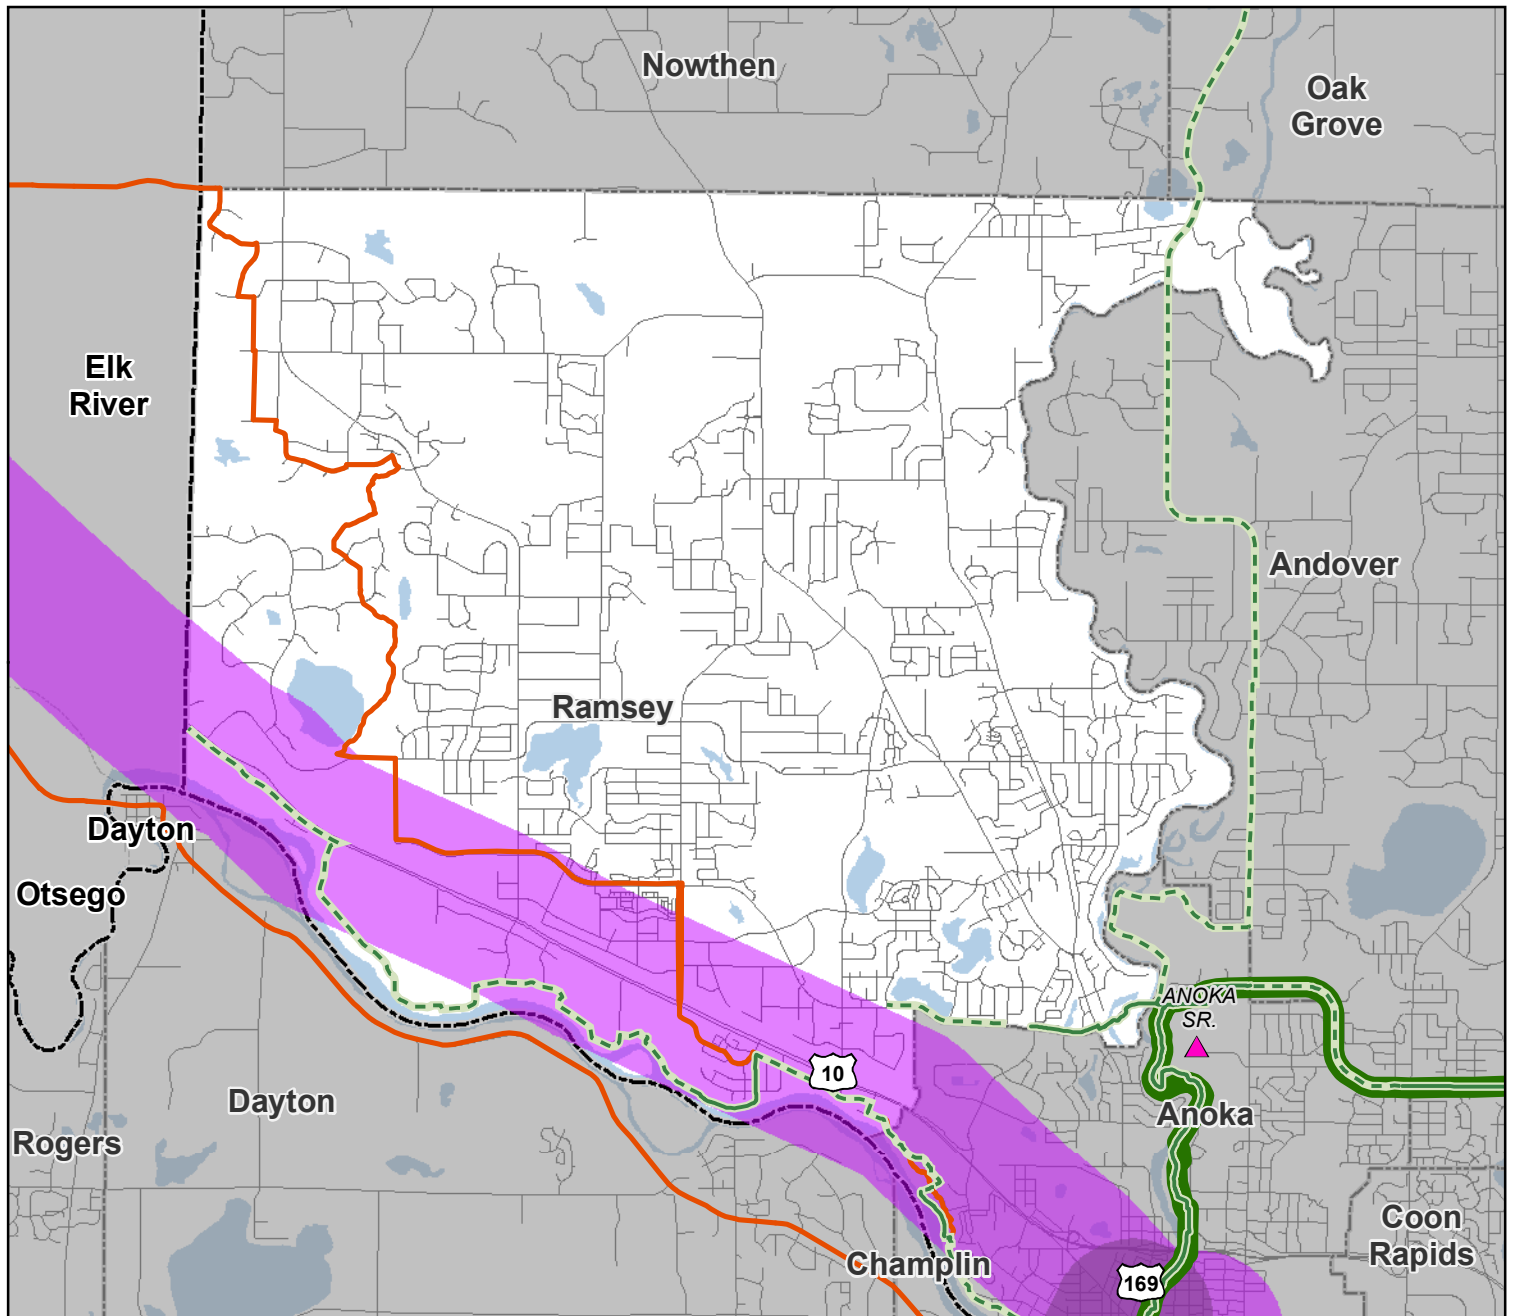 Nowthen
Oak
Grove
Elk
River
Andover
Ramsey
Dayton
Otsego
ANOKA
SR.
10
Dayton
Anoka
Rogers
Coon
Rapids
Champlin
169